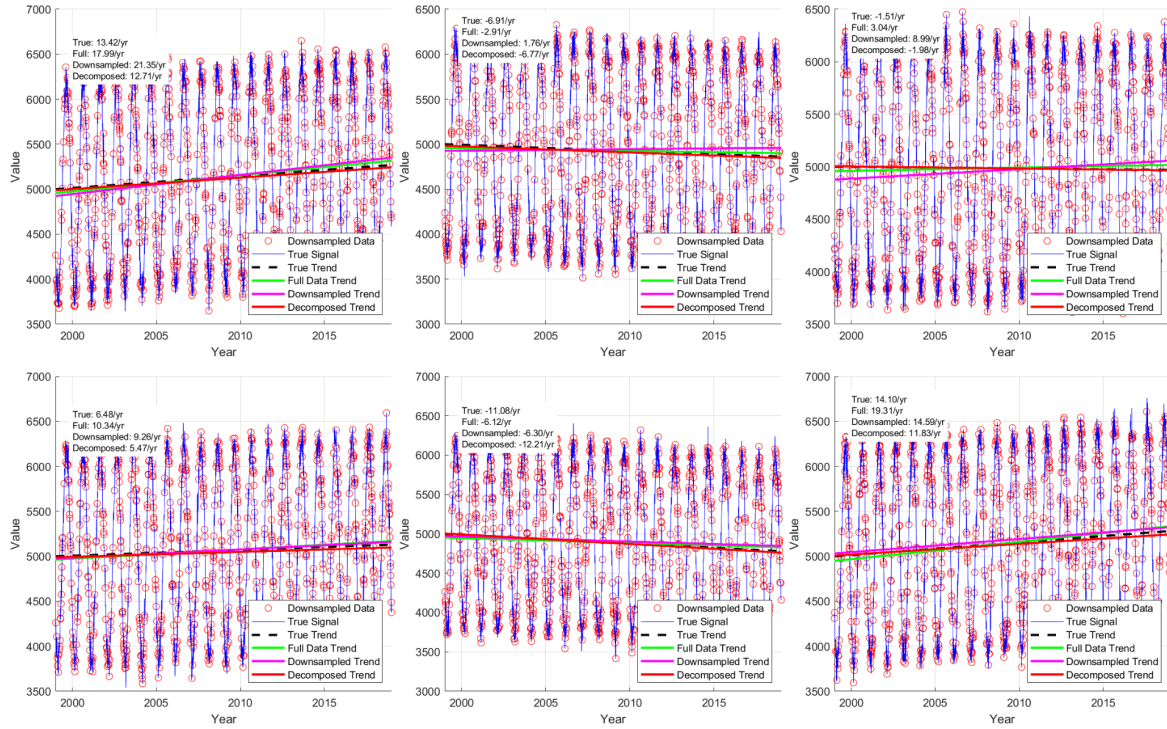 7000
6500
6000
5500
5000
4500
4000
3500
Value
True: 13.42/yr
Full: 17.99/yr
Downsampled: 21.35/yr
Decomposed: 12.71/yr
Downsampled Data
True Signal
True Trend
Full Data Trend
Downsampled Trend
Decomposed Trend
2000
2005
2010
2015
Year
6500
6000
5500
5000
4500
4000
3500
3000
Value
True: -6.91/yr
Full: -2.91/yr
Downsampled: 1.76/yr
Decomposed: -6.77/yr
Downsampled Data
True Signal
True Trend
Full Data Trend
Downsampled Trend
Decomposed Trend
2000
2005
2010
2015
Year
6500
6000
5500
5000
4500
4000
3500
Value
True: -1.51/yr
Full: 3.04/yr
Downsampled: 8.99/yr
Decomposed: -1.98/yr
Downsampled Data
True Signal
True Trend
Full Data Trend
Downsampled Trend
Decomposed Trend
2000
2005
2010
2015
Year
7000
6500
6000
5500
5000
4500
4000
3500
Value
True: 6.48/yr
Full: 10.34/yr
Downsampled: 9.26/yr
Decomposed: 5.47/yr
Downsampled Data
True Signal
True Trend
Full Data Trend
Downsampled Trend
Decomposed Trend
2000
2005
2010
2015
Year
7000
6500
6000
5500
5000
4500
4000
3500
3000
Value
True: -11.08/yr
Full: -6.12/yr
Downsampled: -6.30/yr
Decomposed: -12.21/yr
Downsampled Data
True Signal
True Trend
Full Data Trend
Downsampled Trend
Decomposed Trend
2000
2005
2010
2015
Year
7000
6500
6000
5500
5000
4500
4000
3500
Value
True: 14.10/yr
Full: 19.31/yr
Downsampled: 14.59/yr
Decomposed: 11.83/yr
Downsampled Data
True Signal
True Trend
Full Data Trend
Downsampled Trend
Decomposed Trend
2000
2005
2010
2015
Year